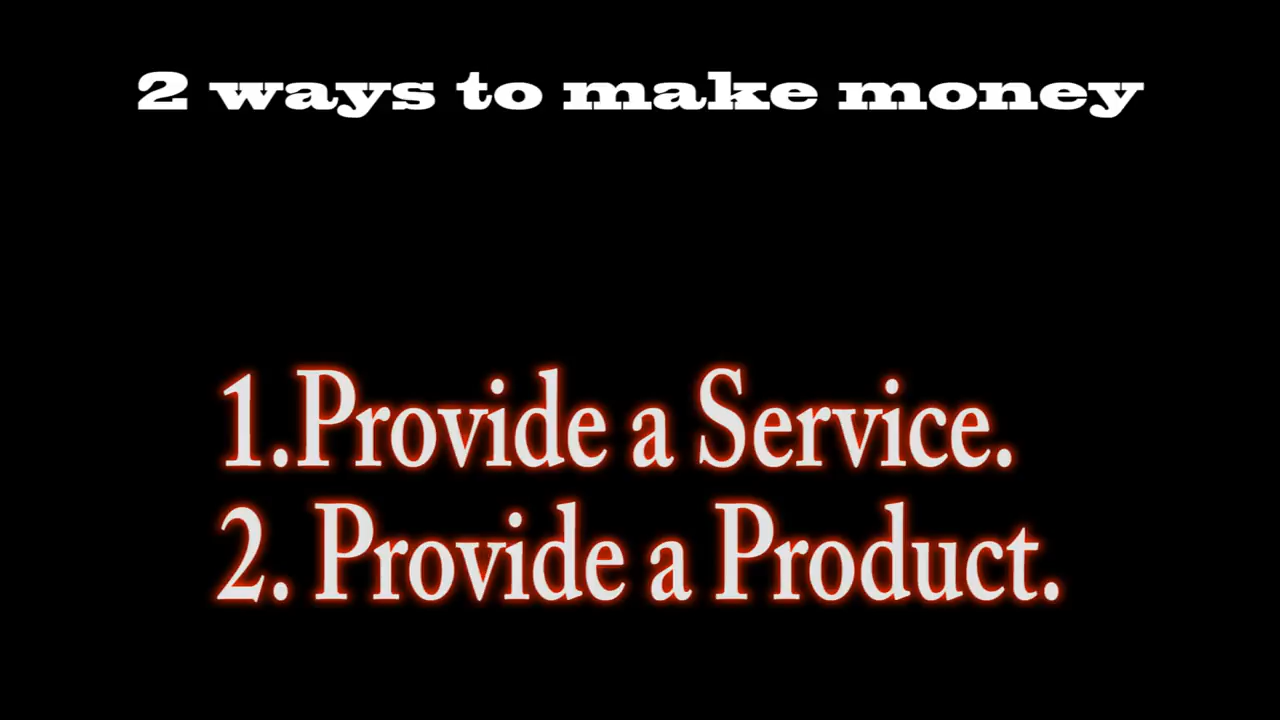 2 ways to make money
1.Provide a Service.
2. Provide a Product.